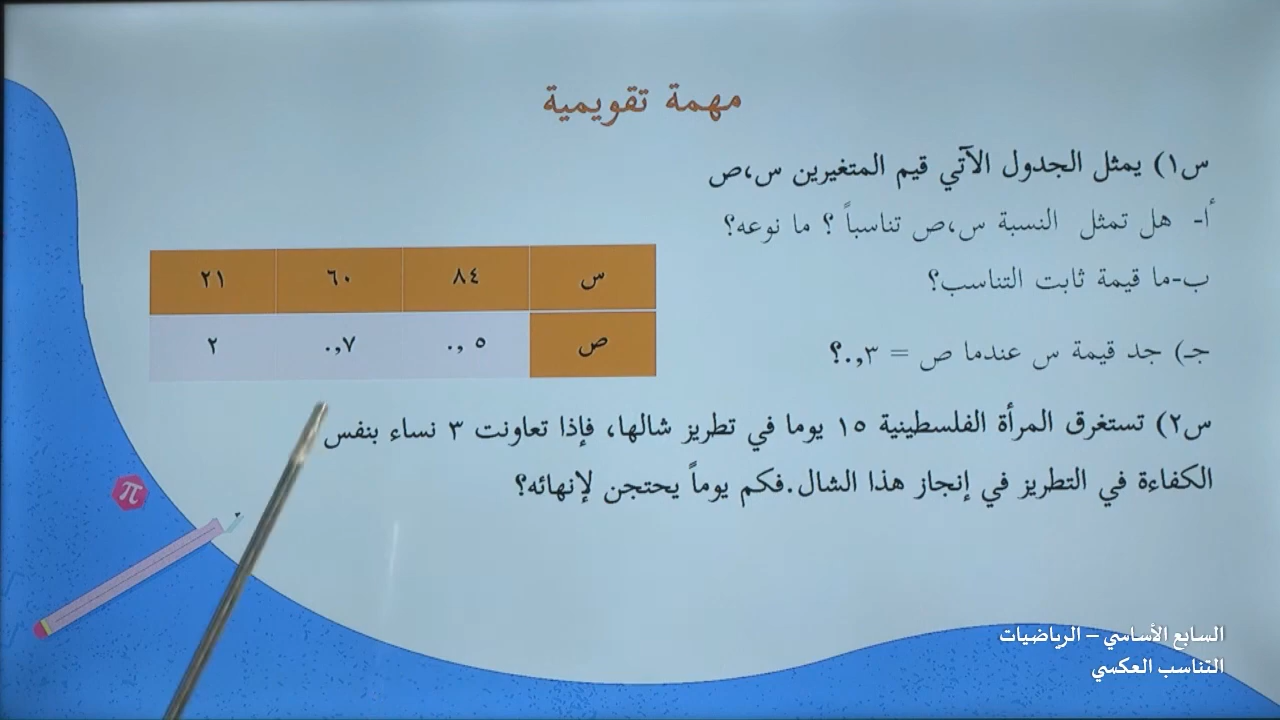 مهمة تقويمية
س١) يمثل الجدول الآتي قيم المتغيرين س،ص
أ- هل تمثل النسبة س،ص تناسباً ؟ ما نوعه؟
ب-ما قيمة ثابت التناسب؟
جـ) جد قيمة س عندما ص = ٠,٣؟
س ٨٤ ٦٠ ٢١
ص ٠,٥ ٠,٧ ٢
س٢) تستغرق المرأة الفلسطينية ١٥ يوما في تطريز شالها، فإذا تعاونت ٣ نساء بنفس
الكفاءة في التطريز في إنجاز هذا الشال.فكم يوماً يحتجن لإنهائه؟
π
السابع الأساسي – الرياضيات
التناسب العكسي